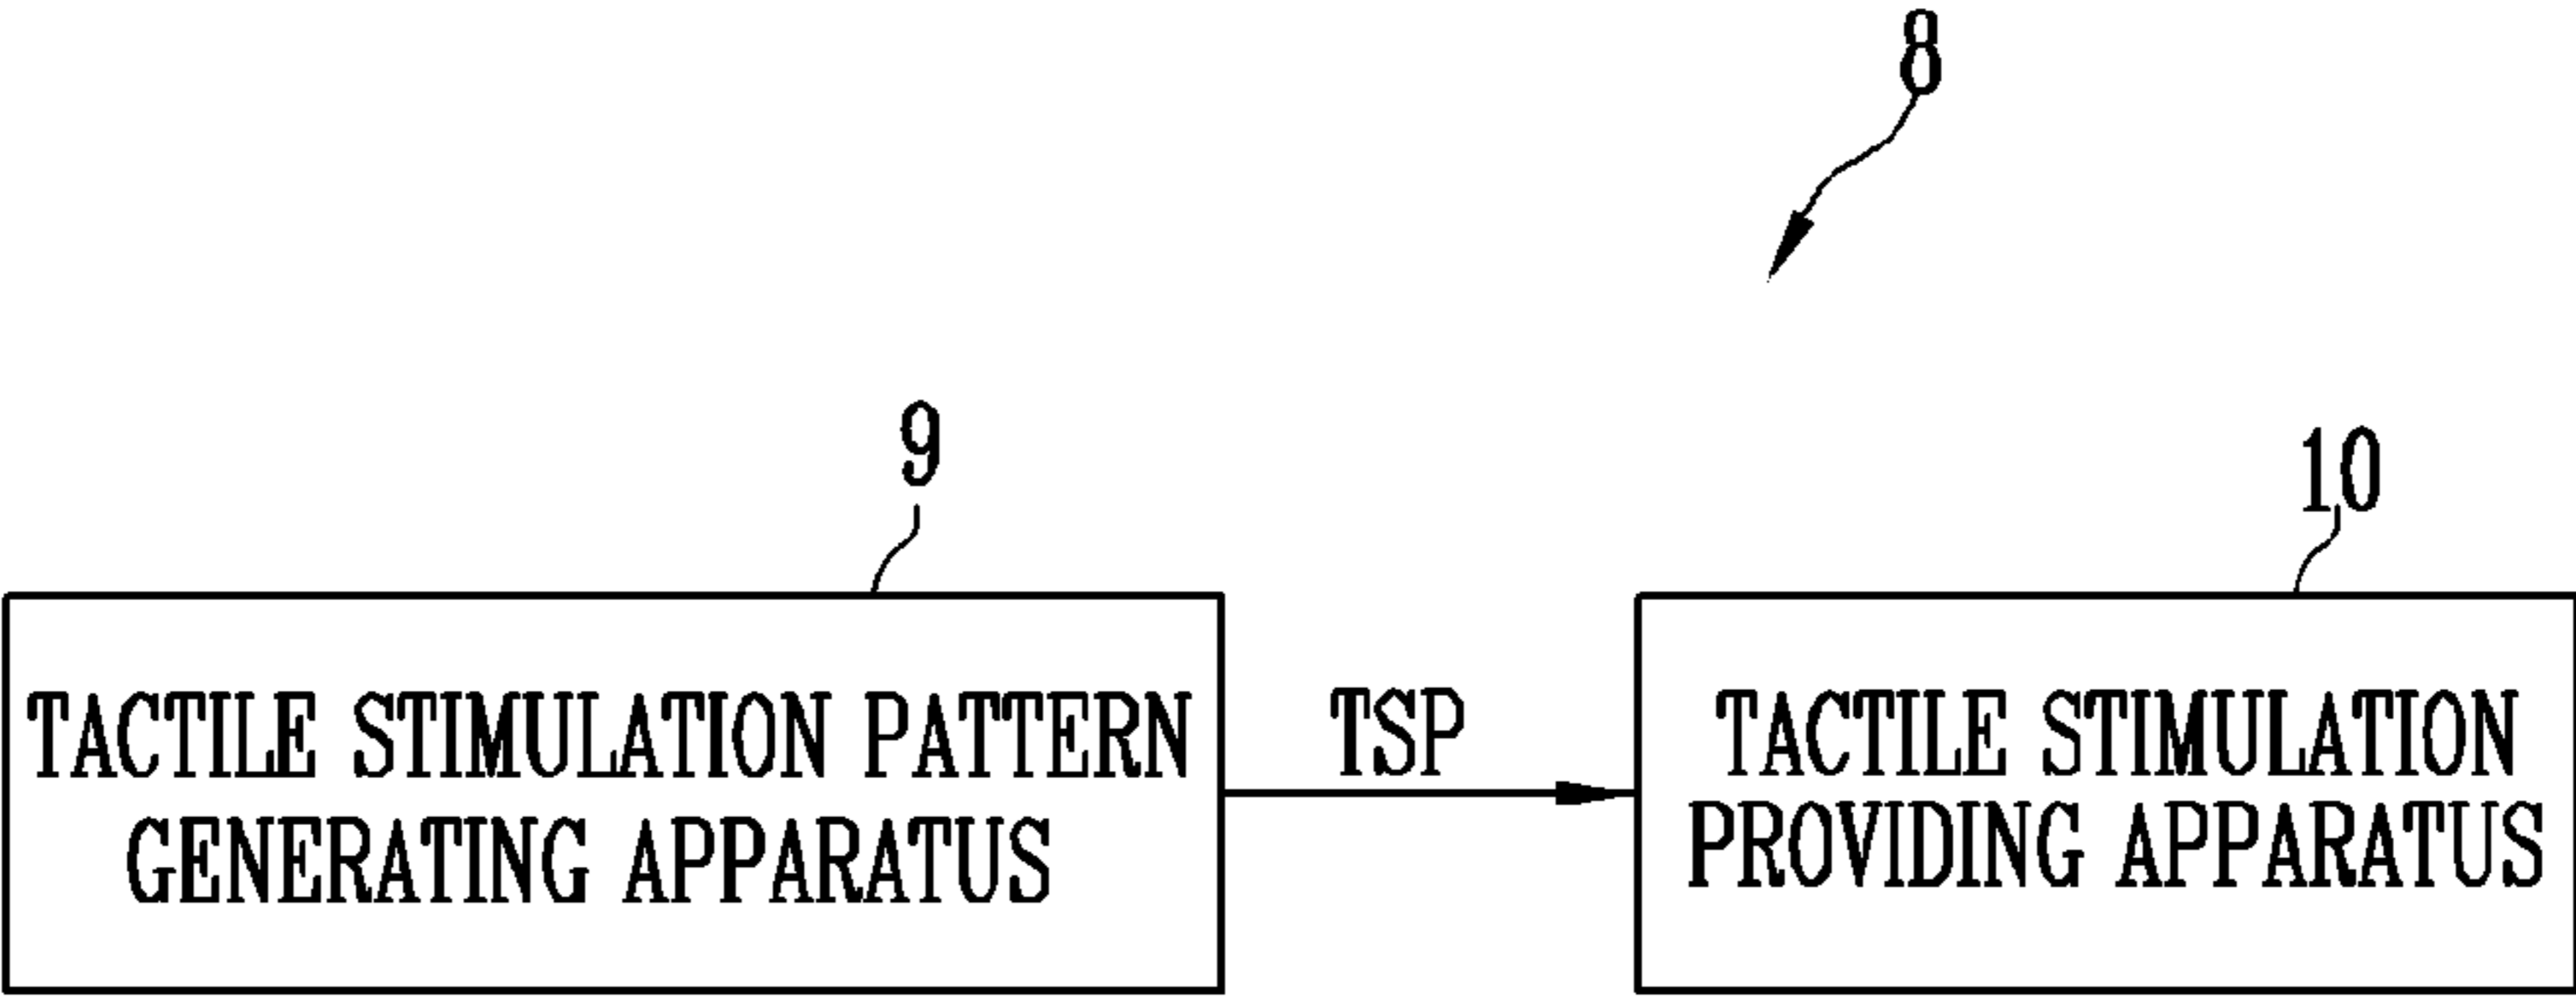 8
9
10
TACTILE STIMULATION PATTERN
GENERATING APPARATUS
TSP
TACTILE STIMULATION
PROVIDING APPARATUS